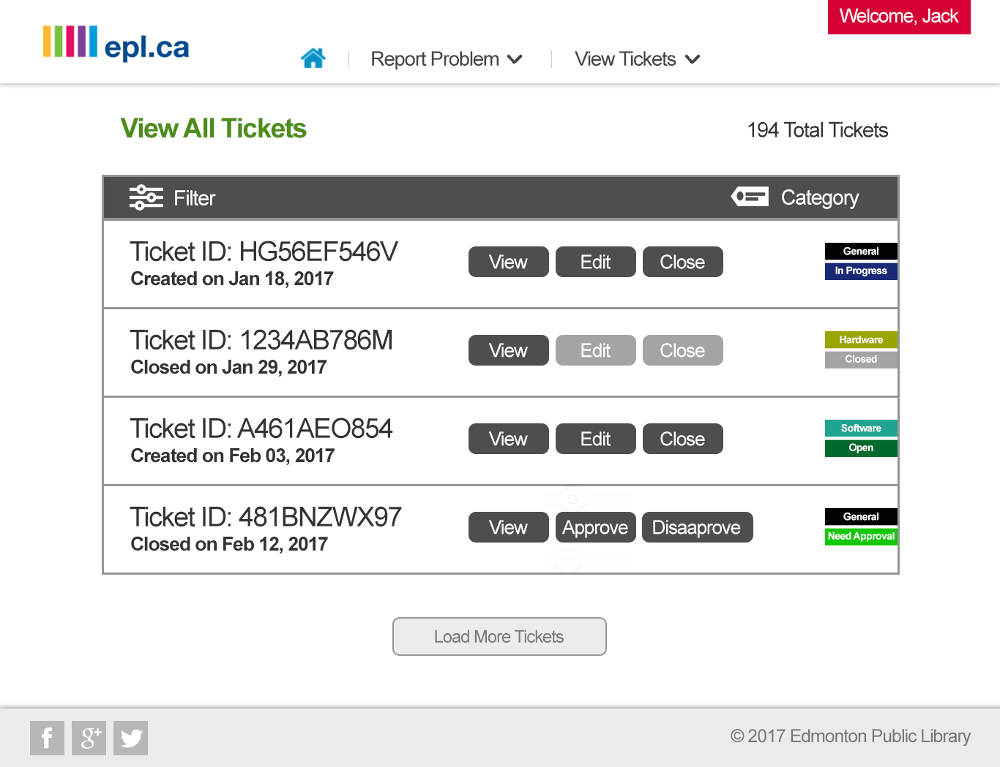 Welcome, Jack
epl.ca
Report Problem
View Tickets
View All Tickets
194 Total Tickets
Filter
Category
Ticket ID: HG56EF546V
Created on Jan 18, 2017
View
Edit
Close
General
In Progress
Ticket ID: 1234AB786M
Closed on Jan 29, 2017
View
Edit
Close
Hardware
Closed
Ticket ID: A461AEO854
Created on Feb 03, 2017
View
Edit
Close
Software
Open
Ticket ID: 481BNZWX97
Closed on Feb 12, 2017
View
Approve
Disaaprove
General
Need Approval
Load More Tickets
f
g+
© 2017 Edmonton Public Library